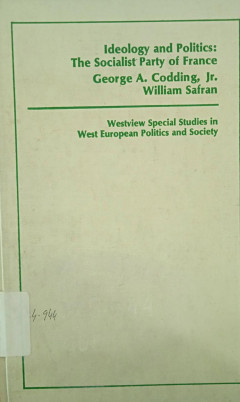 Ideology and Politics:
The Socialist Party of France
George A. Codding, Jr.
William Safran
Westview Special Studies in
West European Politics and Society